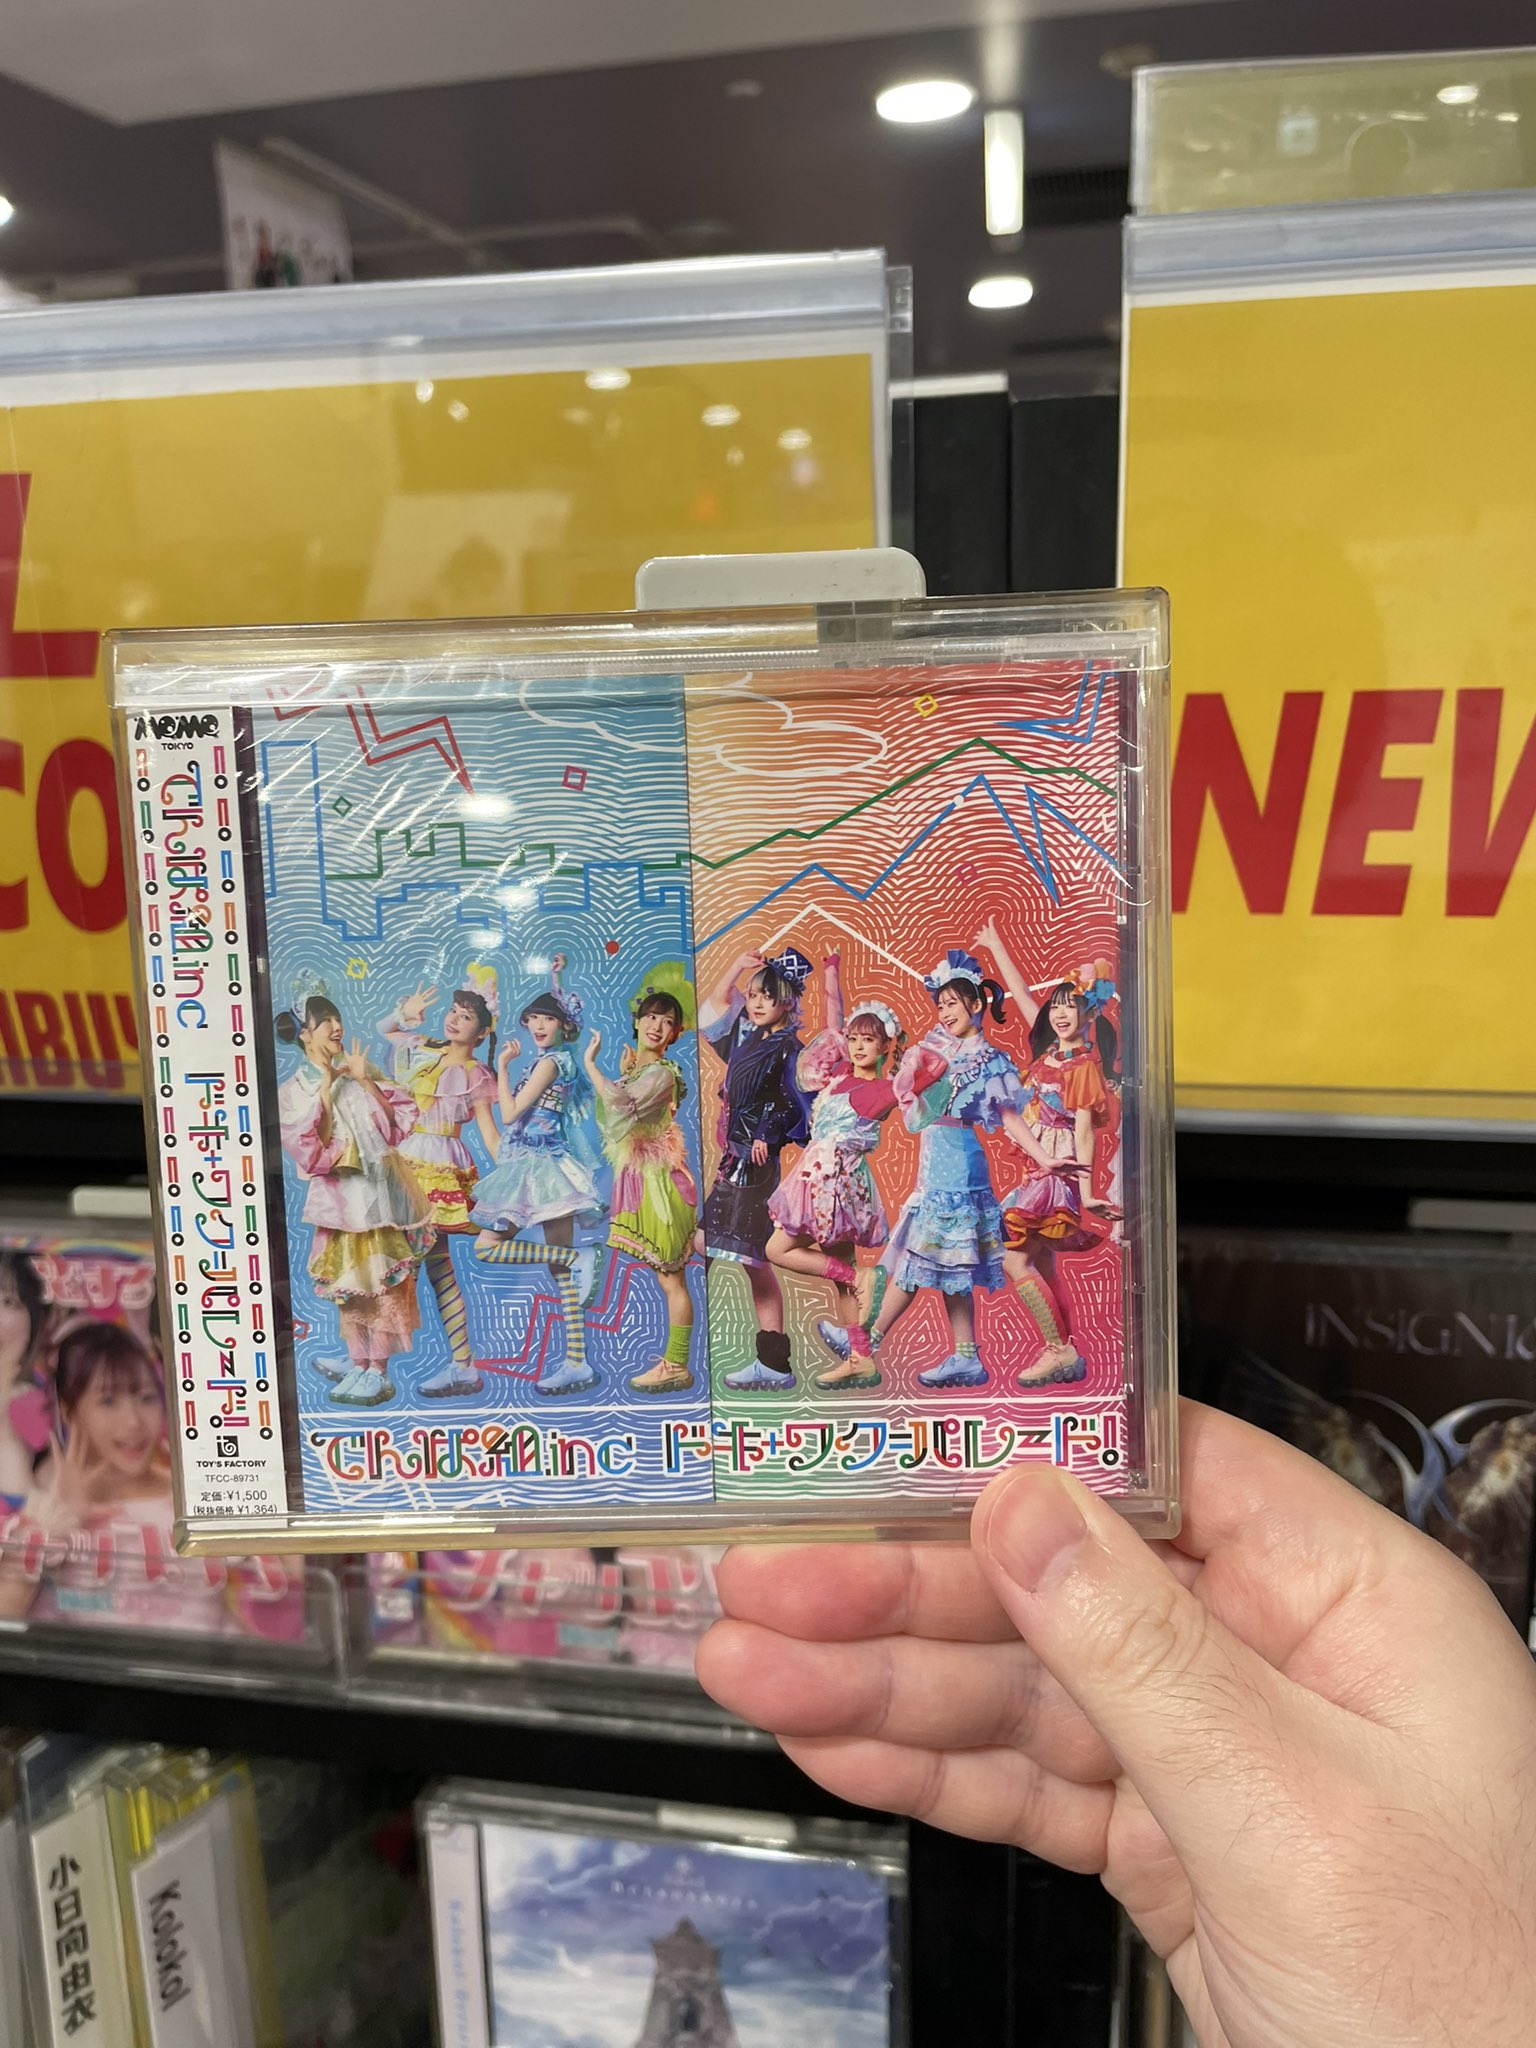 NEW
CO
MOMO
TOKYO
でんぱ組.inc ドキ+ワク=パレード!
TOY'S FACTORY
TFCC-89731
定価:¥1,500
(税抜価格 ¥1,364)
でんぱ組.inc ドキ+ワク=パレード!
小日向由衣
Kolokol